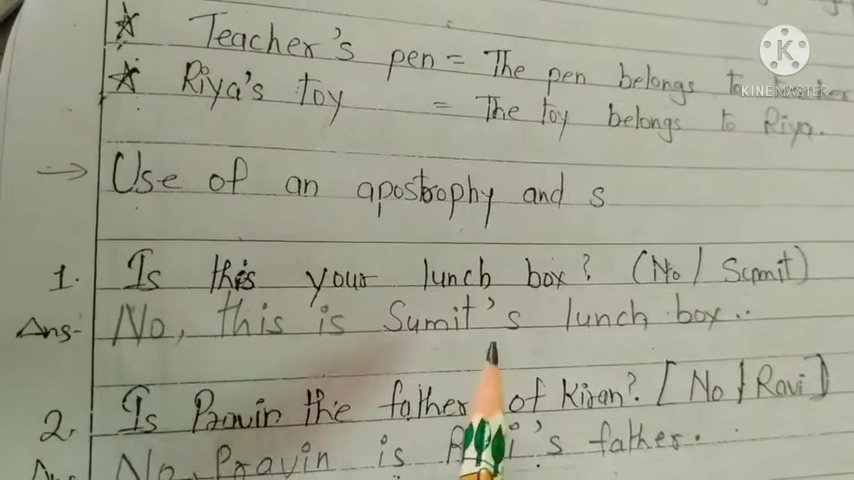 Teacher's pen = The pen belongs to
Riya's toy = The toy belongs to Riya.
KINEMASTER
→ Use of an apostrophy and s
1. Is this your lunch box? (No / Sumit)
Ans- No, this is Sumit's lunch box..
2. Is Pravin the father of Kiran? [No / Ravi]
No, Pravin is father.